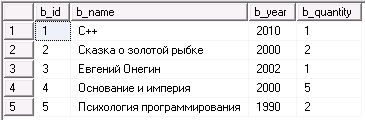 b_id b_name b_year b_quantity
1 1 C++ 2010 1
2 2 Сказка о золотой рыбке 2000 2
3 3 Евгений Онегин 2002 1
4 4 Основание и империя 2000 5
5 5 Психология программирования 1990 2